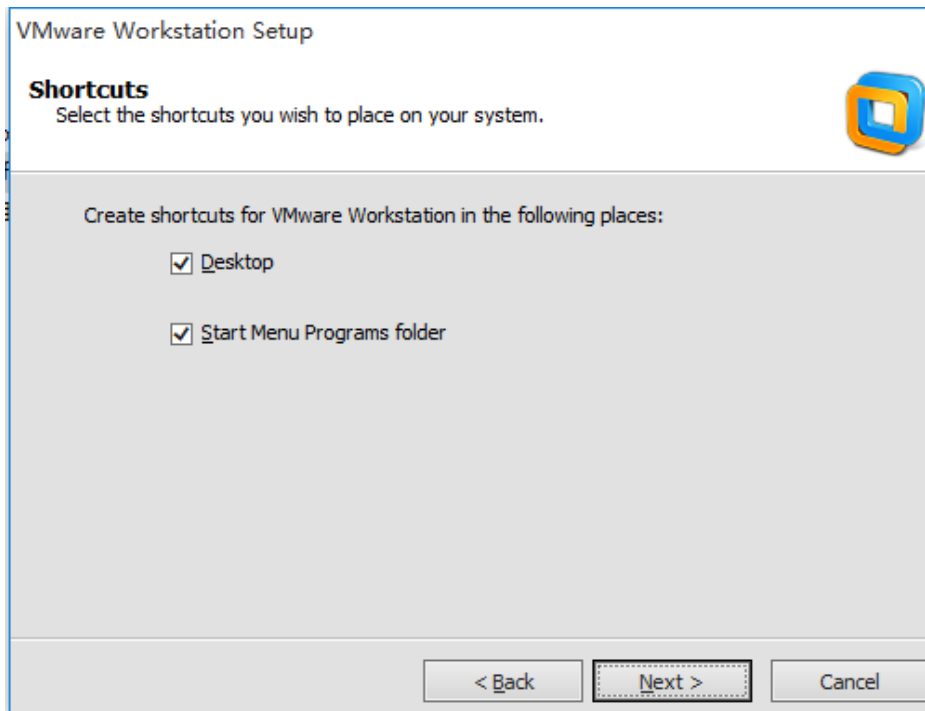 VMware Workstation Setup
Shortcuts
Select the shortcuts you wish to place on your system.
Create shortcuts for VMware Workstation in the following places:
Desktop
Start Menu Programs folder
< Back
Next >
Cancel